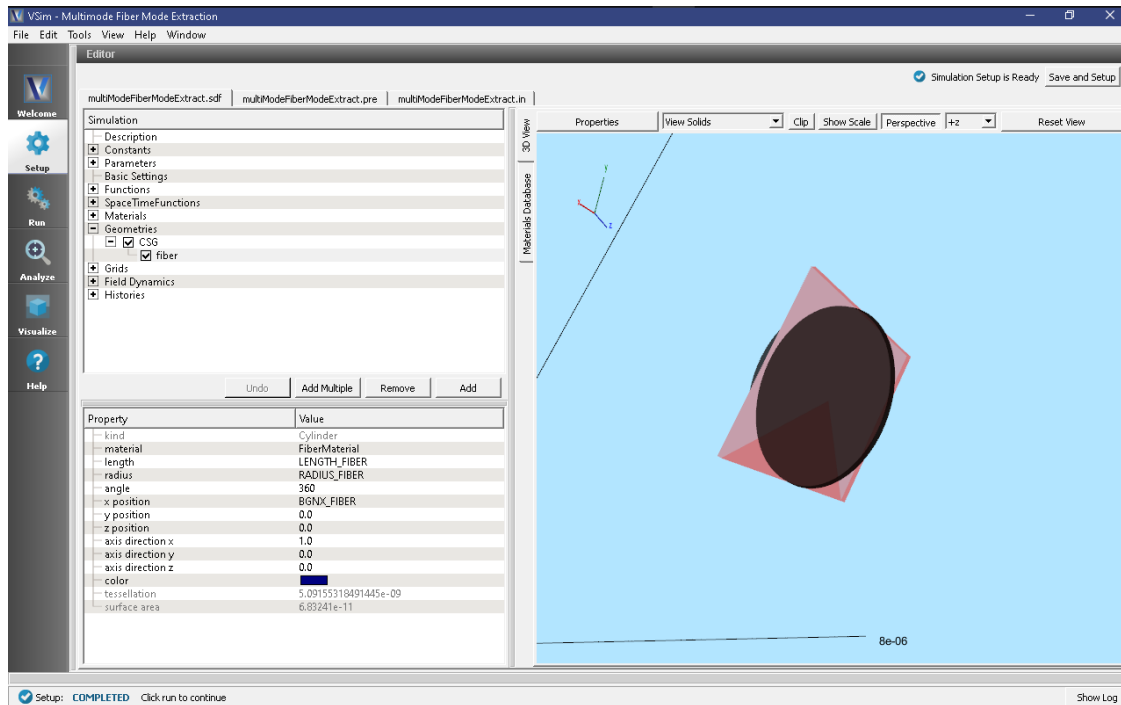 VSim - Multimode Fiber Mode Extraction
File Edit Tools View Help Window
Editor
Simulation Setup is Ready Save and Setup
multiModeFiberModeExtract.sdf multiModeFiberModeExtract.pre multiModeFiberModeExtract.in
Welcome
Setup
Run
Analyze
Visualize
Help
Simulation
Description
Constants
Parameters
Basic Settings
Functions
SpaceTimeFunctions
Materials
Geometries
CSG
fiber
Grids
Field Dynamics
Histories
Undo Add Multiple Remove Add
Property Value
kind Cylinder
material FiberMaterial
length LENGTH_FIBER
radius RADIUS_FIBER
angle 360
x position BGNX_FIBER
y position 0.0
z position 0.0
axis direction x 1.0
axis direction y 0.0
axis direction z 0.0
color
tessellation 5.09155318491445e-09
surface area 6.83241e-11
3D View
Materials Database
Properties View Solids Clip Show Scale Perspective +z Reset View
y
x
z
8e-06
Setup: COMPLETED Click run to continue Show Log